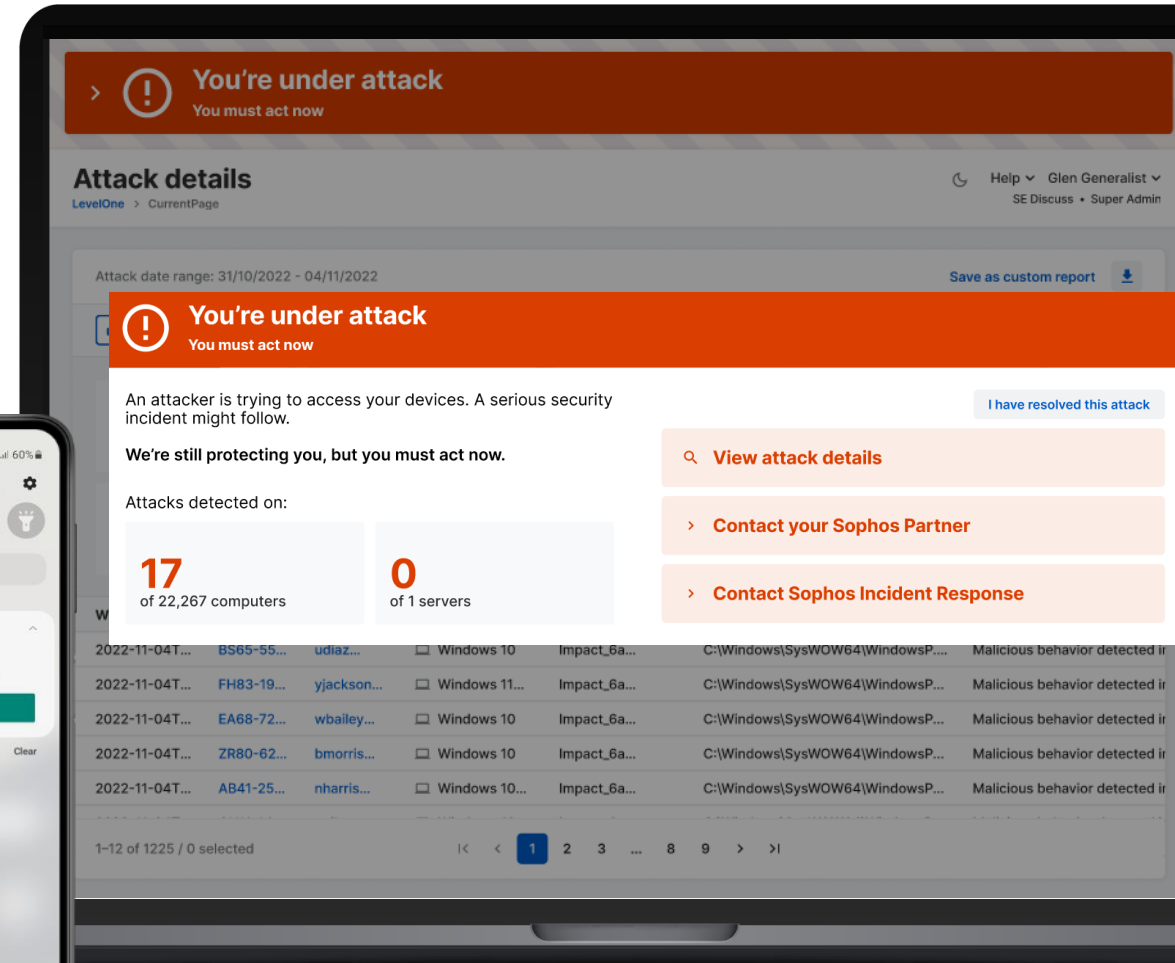 You're under attack
You must act now
Attack details
LevelOne > CurrentPage
Help Glen Generalist
SE Discuss • Super Admin
Attack date range: 31/10/2022 - 04/11/2022
Save as custom report
You're under attack
You must act now
An attacker is trying to access your devices. A serious security
incident might follow.
We're still protecting you, but you must act now.
Attacks detected on:
17
of 22,267 computers
0
of 1 servers
I have resolved this attack
View attack details
Contact your Sophos Partner
Contact Sophos Incident Response
60%
Clear
W
2022-11-04T... BS65-55... udiaz... Windows 10 Impact_6a... C:\Windows\SysWOW64\WindowsP.... Malicious behavior detected in
2022-11-04T... FH83-19... yjackson... Windows 11... Impact_6a... C:\Windows\SysWOW64\WindowsP... Malicious behavior detected in
2022-11-04T... EA68-72... wbailey... Windows 10 Impact_6a... C:\Windows\SysWOW64\WindowsP... Malicious behavior detected in
2022-11-04T... ZR80-62... bmorris... Windows 10 Impact_6a... C:\Windows\SysWOW64\WindowsP... Malicious behavior detected in
2022-11-04T... AB41-25... nharris... Windows 10... Impact_6a... C:\Windows\SysWOW64\WindowsP... Malicious behavior detected in
1–12 of 1225 / 0 selected
1 2 3 ... 8 9